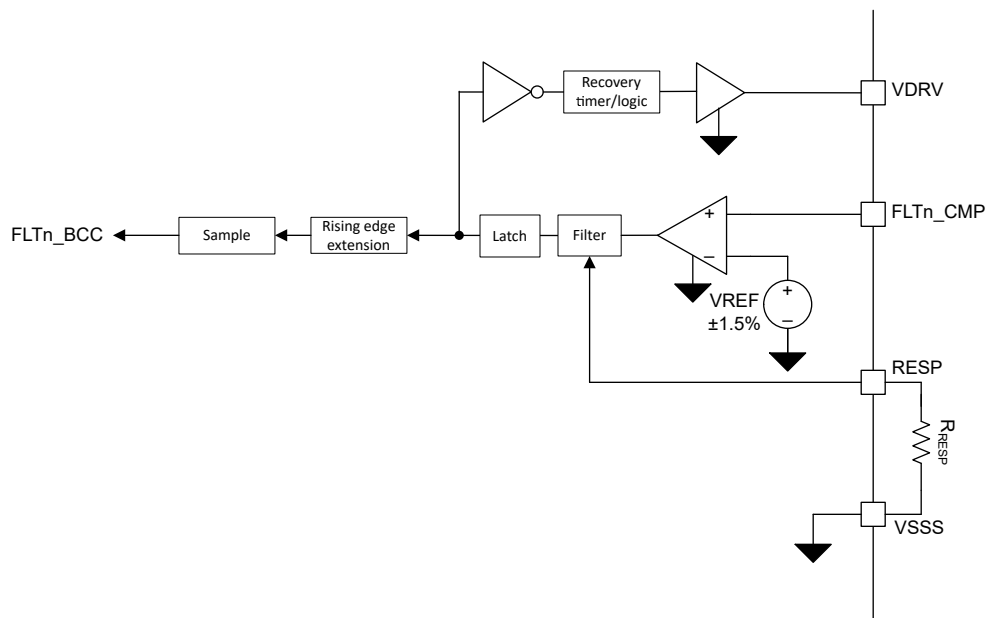 Recovery
timer/logic
VDRV
FLTn_CMP
FLTn_BCC
Sample
Rising edge
extension
Latch
Filter
+
–
VREF
±1.5%
+
–
RESP
RRESP
VSSS